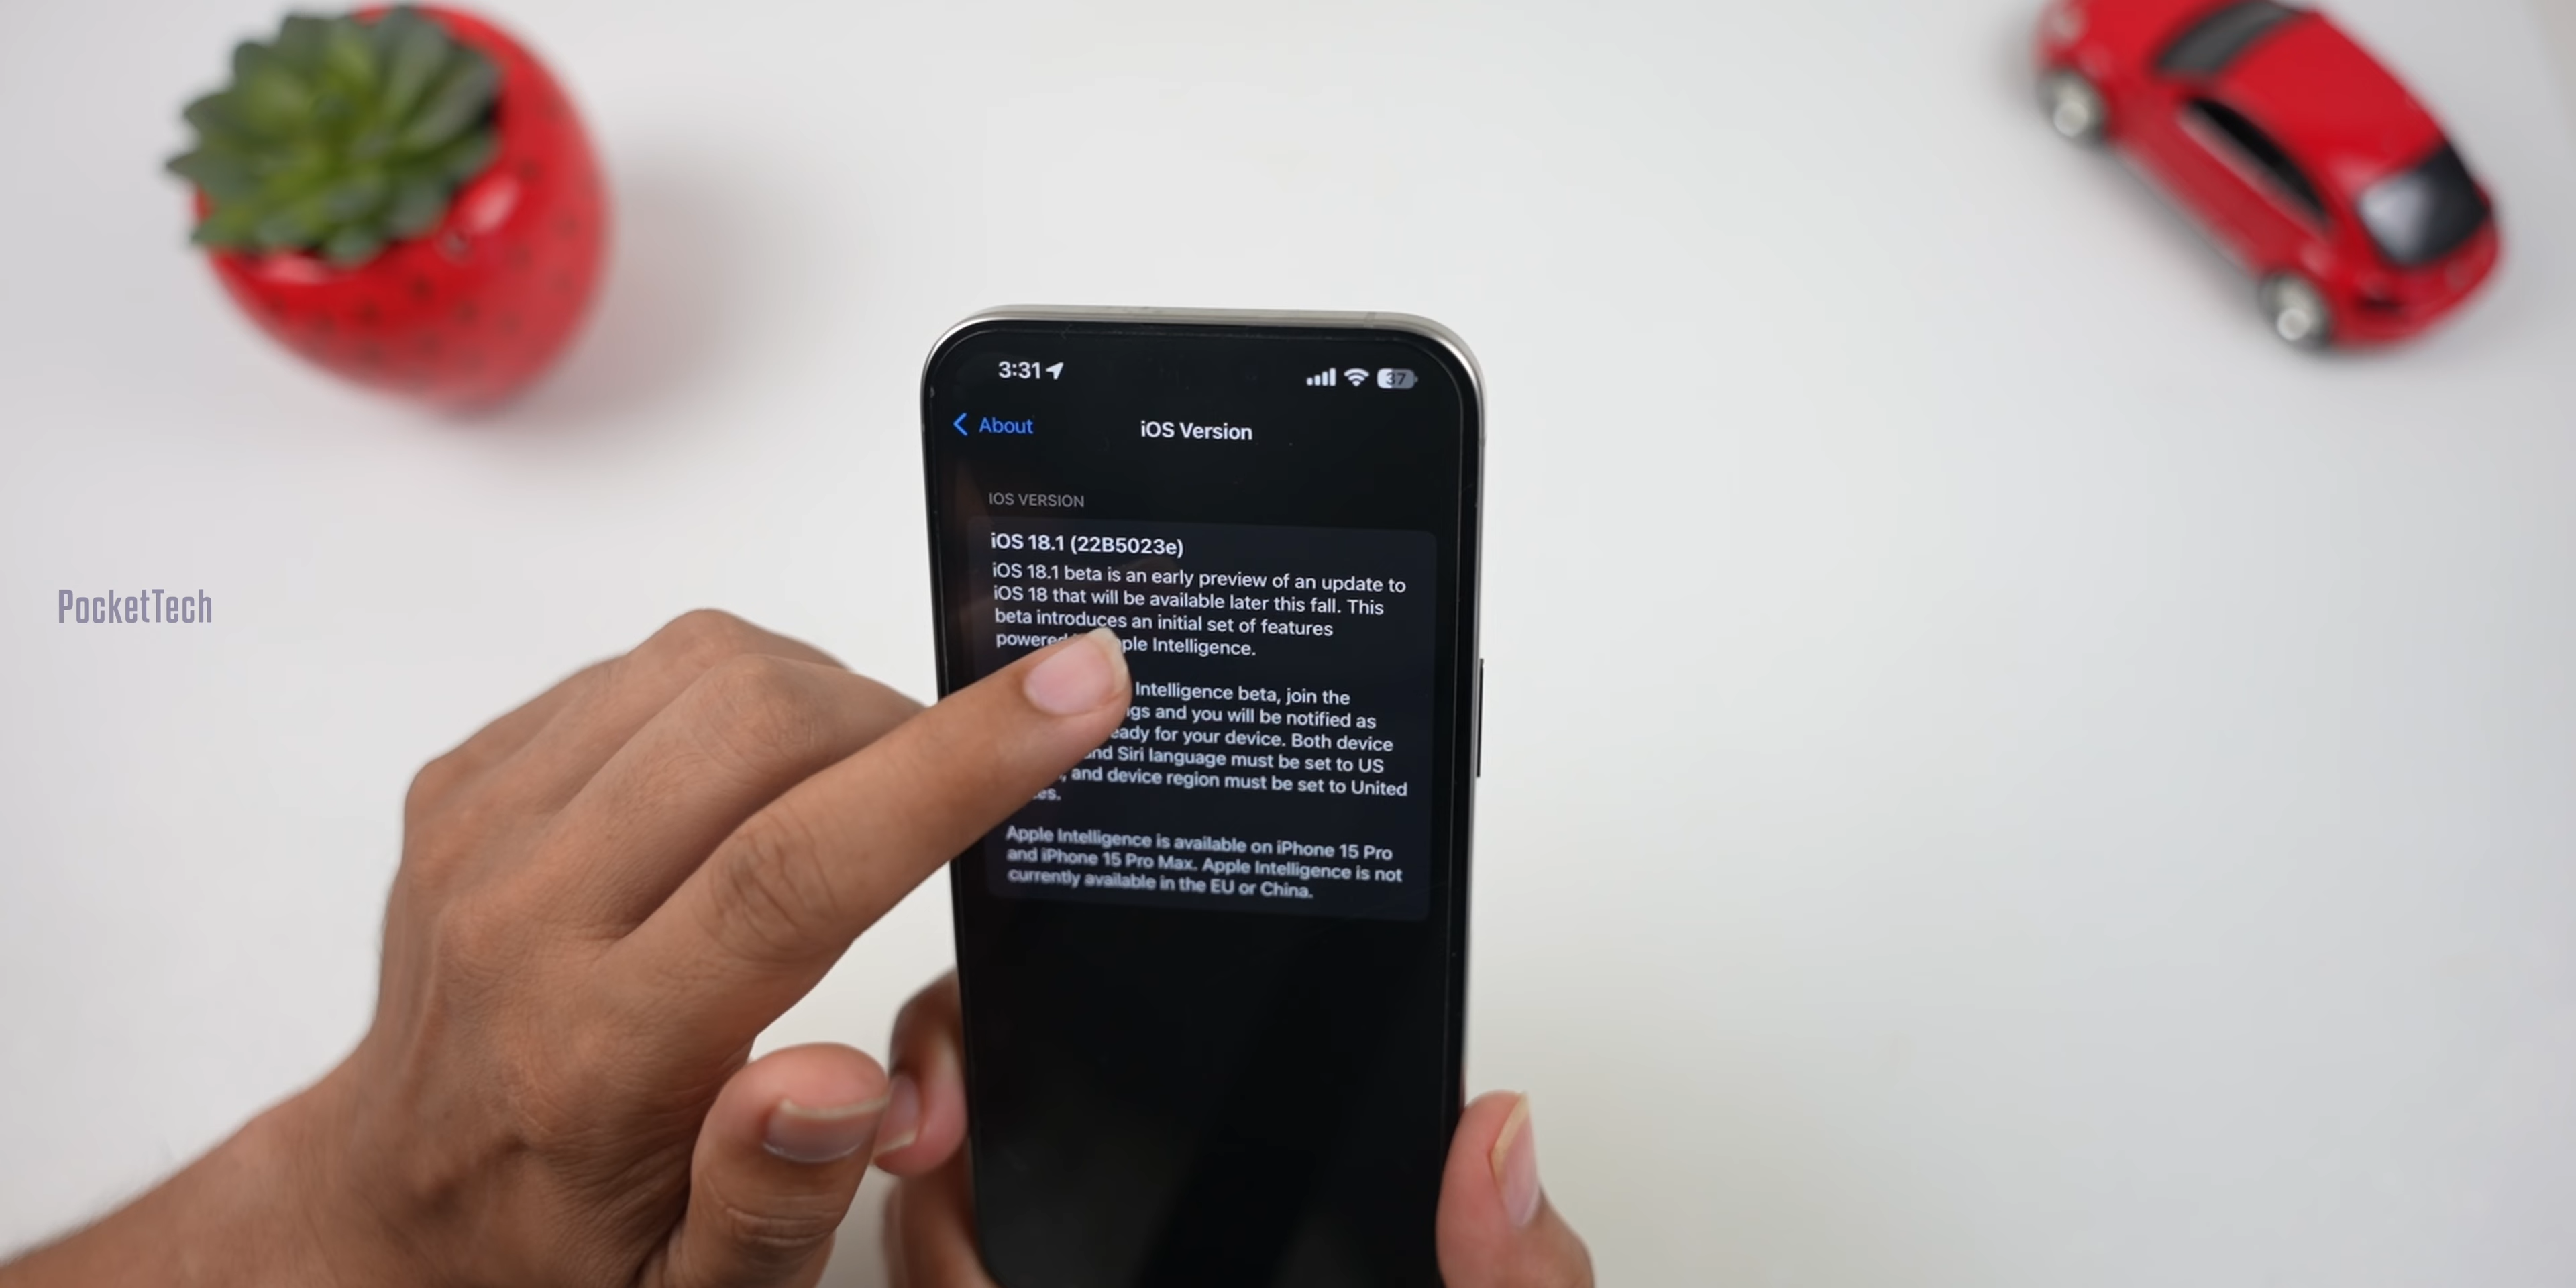 3:31
37
About
iOS Version
IOS VERSION
iOS 18.1 (22B5023e)
iOS 18.1 beta is an early preview of an update to
iOS 18 that will be available later this fall. This
beta introduces an initial set of features
powered Apple Intelligence.
Intelligence beta, join the
and you will be notified as
for your device. Both device
and Siri language must be set to US
and device region must be set to United
Apple Intelligence is available on iPhone 15 Pro
and iPhone 15 Pro Max. Apple Intelligence is not
currently available in the EU or China.
PocketTech